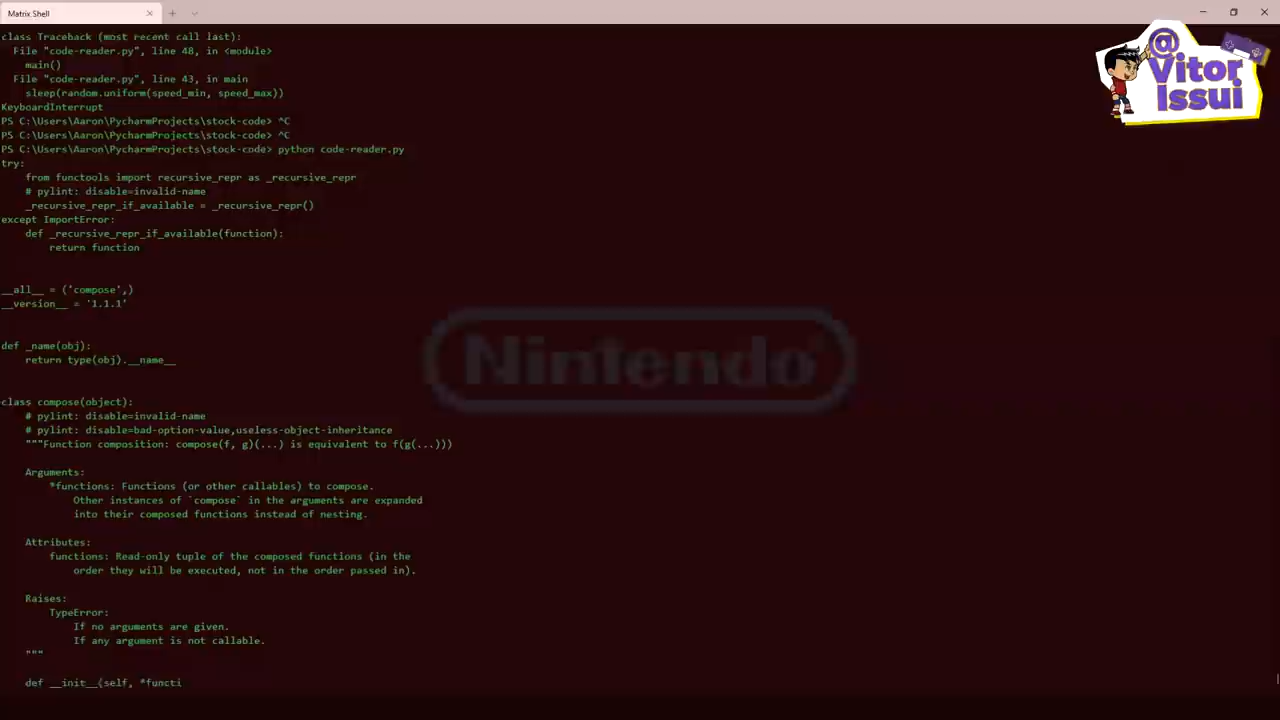 Matrix Shell
class Traceback (most recent call last):
  File "code-reader.py", line 48, in <module>
    main()
  File "code-reader.py", line 43, in main
    sleep(random.uniform(speed_min, speed_max))
KeyboardInterrupt
PS C:\Users\Aaron\PycharmProjects\stock-code> ^C
PS C:\Users\Aaron\PycharmProjects\stock-code> ^C
PS C:\Users\Aaron\PycharmProjects\stock-code> python code-reader.py
try:
    from functools import recursive_repr as _recursive_repr
    # pylint: disable=invalid-name
    _recursive_repr_if_available = _recursive_repr()
except ImportError:
    def _recursive_repr_if_available(function):
        return function
__all__ = ('compose',)
__version__ = '1.1.1'
def _name(obj):
    return type(obj).__name__
class compose(object):
    # pylint: disable=invalid-name
    # pylint: disable=bad-option-value,useless-object-inheritance
    """Function composition: compose(f, g)(...) is equivalent to f(g(...)))
    Arguments:
        *functions: Functions (or other callables) to compose.
            Other instances of `compose` in the arguments are expanded
            into their composed functions instead of nesting.
    Attributes:
        functions: Read-only tuple of the composed functions (in the
            order they will be executed, not in the order passed in).
    Raises:
        TypeError:
            If no arguments are given.
            If any argument is not callable.
    """
    def __init__(self, *functi
Nintendo
@
Vitor
Issui